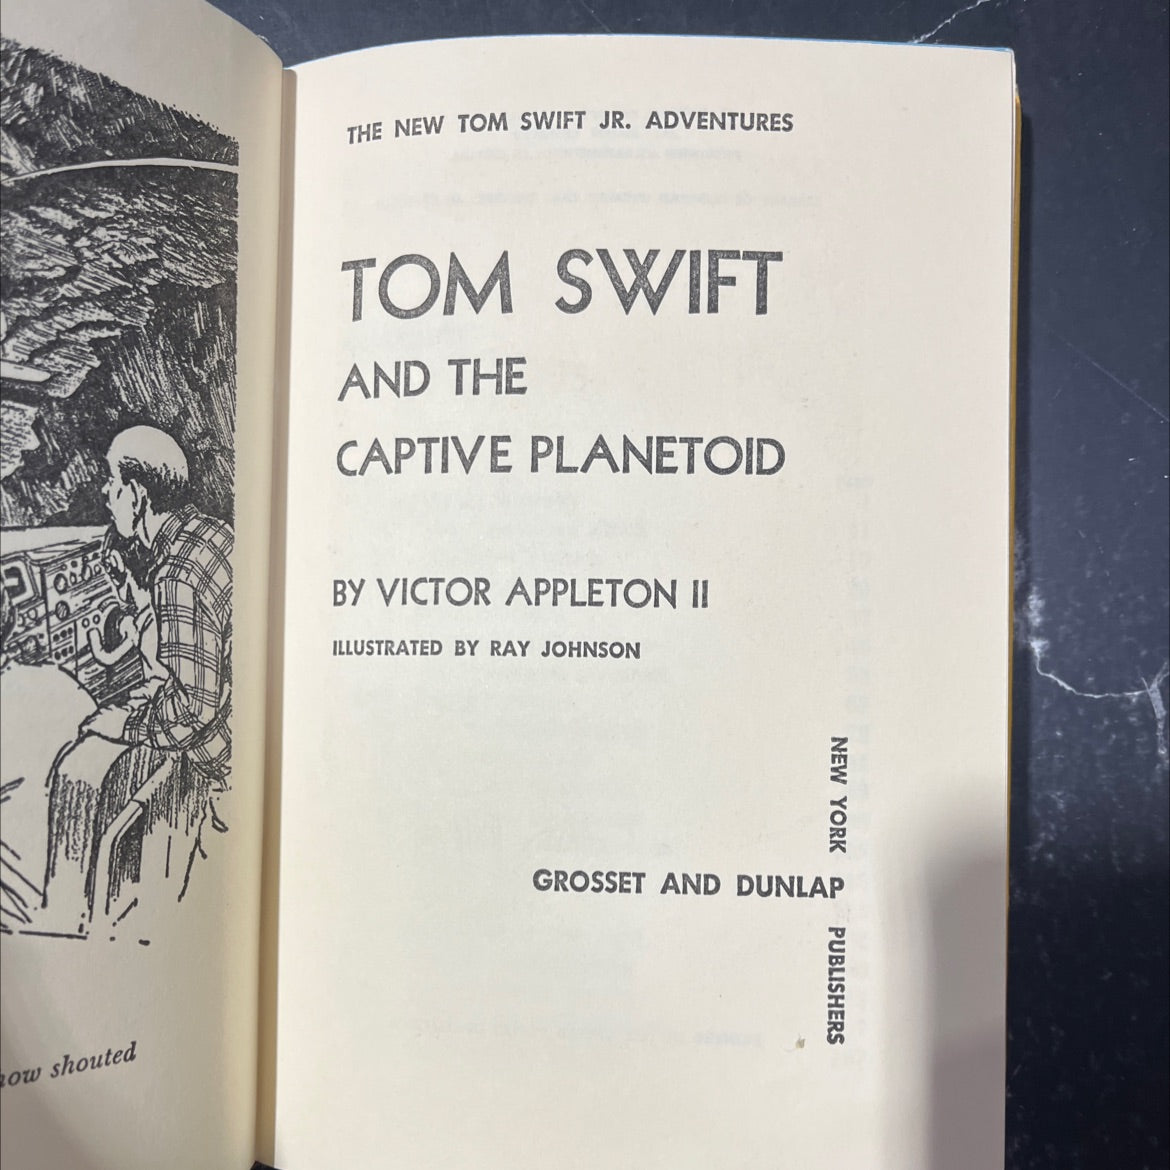 THE NEW TOM SWIFT JR. ADVENTURES
TOM SWIFT
AND THE
CAPTIVE PLANETOID
BY VICTOR APPLETON II
ILLUSTRATED BY RAY JOHNSON
NEW YORK
GROSSET AND DUNLAP
PUBLISHERS
shouted